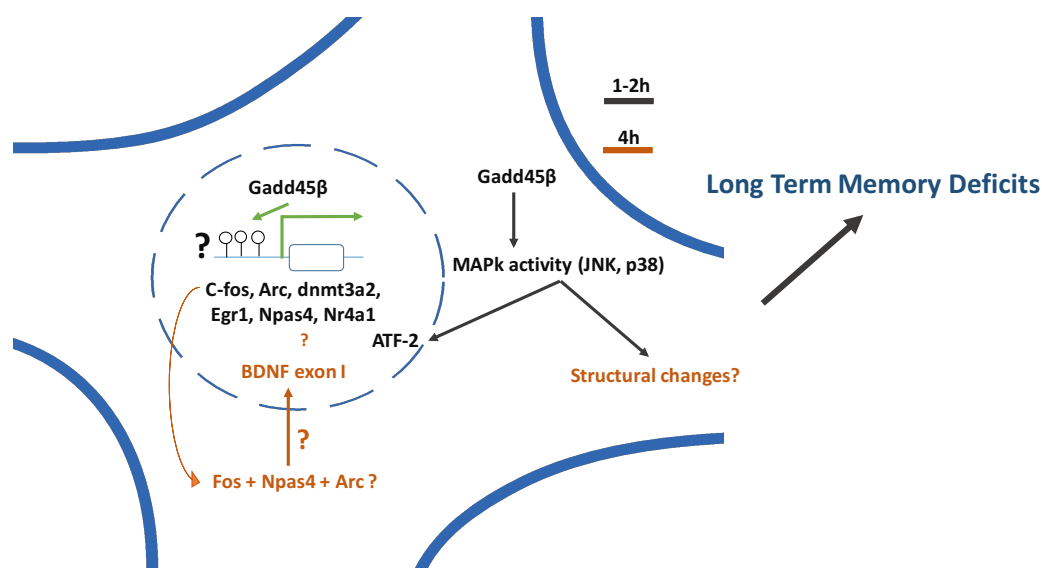 1-2h
4h
Long Term Memory Deficits
Gadd45β
Gadd45β
?
MAPk activity (JNK, p38)
C-fos, Arc, dnmt3a2,
Egr1, Npas4, Nr4a1
?
ATF-2
BDNF exon I
Structural changes?
?
Fos + Npas4 + Arc ?